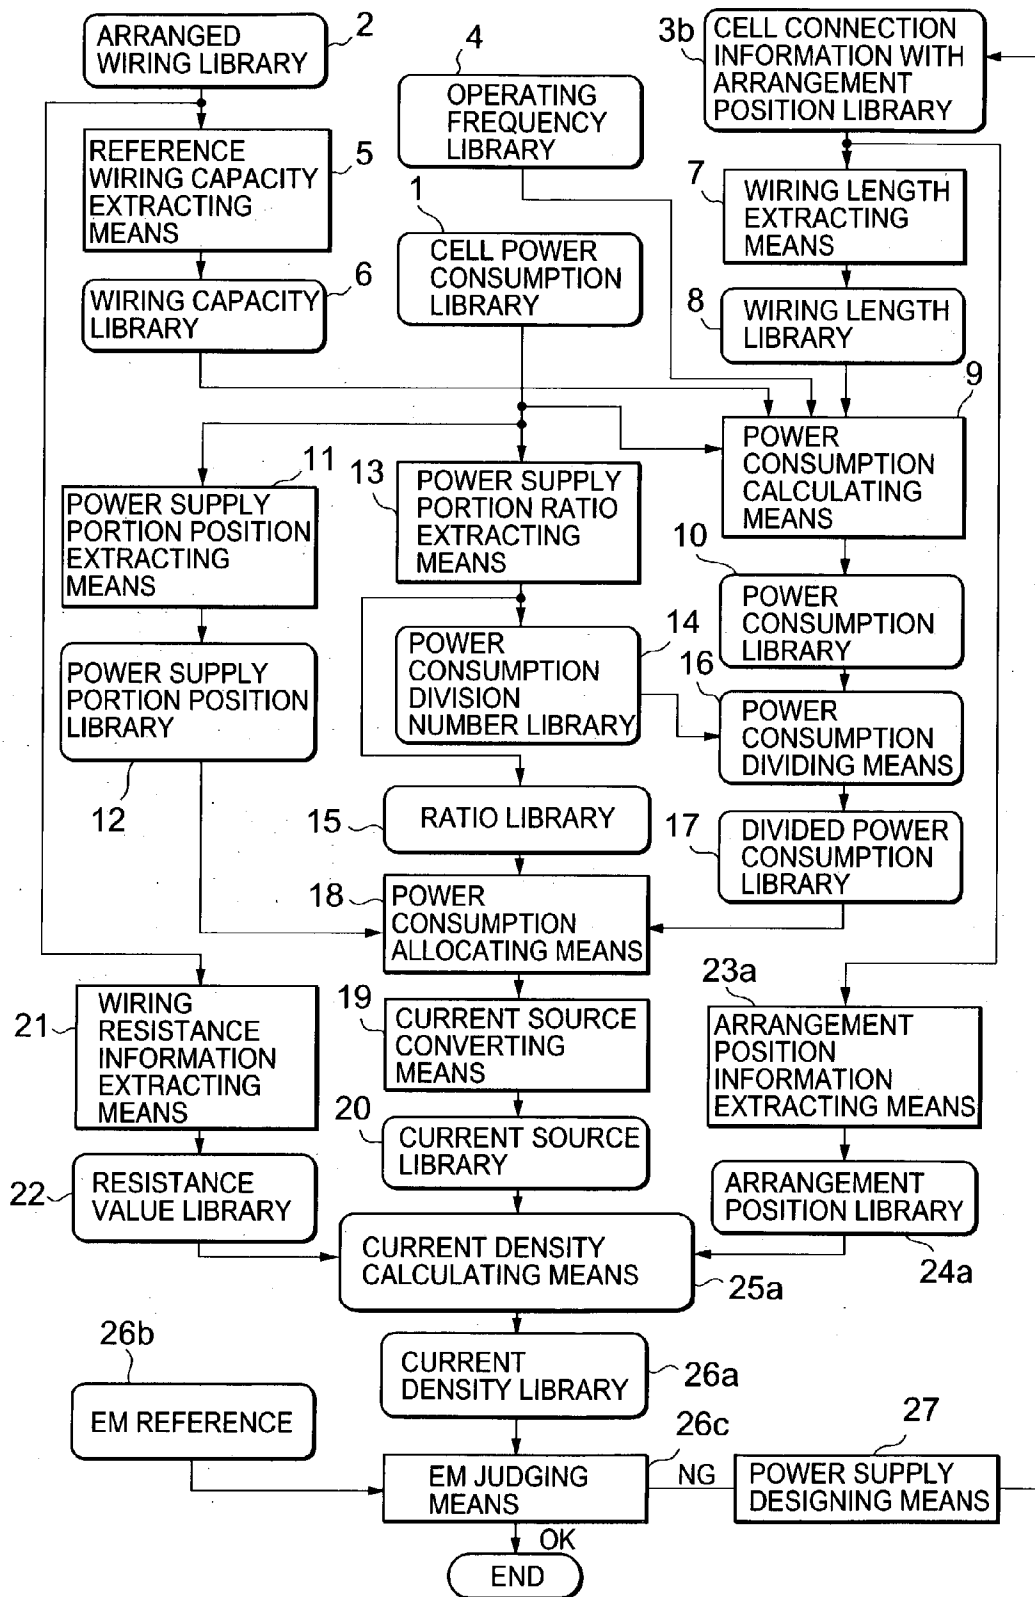 ARRANGED
WIRING LIBRARY
2
4
OPERATING
FREQUENCY
LIBRARY
3b
CELL CONNECTION
INFORMATION WITH
ARRANGEMENT
POSITION LIBRARY
REFERENCE
WIRING CAPACITY
EXTRACTING
MEANS
5
1
CELL POWER
CONSUMPTION
LIBRARY
7
WIRING LENGTH
EXTRACTING
MEANS
WIRING CAPACITY
LIBRARY
6
8
WIRING LENGTH
LIBRARY
9
POWER
CONSUMPTION
CALCULATING
MEANS
11
POWER SUPPLY
PORTION POSITION
EXTRACTING
MEANS
13
POWER SUPPLY
PORTION RATIO
EXTRACTING
MEANS
10
POWER
CONSUMPTION
LIBRARY
POWER SUPPLY
PORTION POSITION
LIBRARY
12
POWER
CONSUMPTION
DIVISION
NUMBER LIBRARY
14
16
POWER
CONSUMPTION
DIVIDING MEANS
15
RATIO LIBRARY
17
DIVIDED POWER
CONSUMPTION
LIBRARY
18
POWER
CONSUMPTION
ALLOCATING MEANS
21
WIRING
RESISTANCE
INFORMATION
EXTRACTING
MEANS
19
CURRENT SOURCE
CONVERTING
MEANS
23a
ARRANGEMENT
POSITION
INFORMATION
EXTRACTING MEANS
20
CURRENT SOURCE
LIBRARY
22
RESISTANCE
VALUE LIBRARY
ARRANGEMENT
POSITION LIBRARY
24a
CURRENT DENSITY
CALCULATING MEANS
25a
26b
EM REFERENCE
CURRENT
DENSITY LIBRARY
26a
EM JUDGING
MEANS
26c
NG
27
POWER SUPPLY
DESIGNING MEANS
OK
END